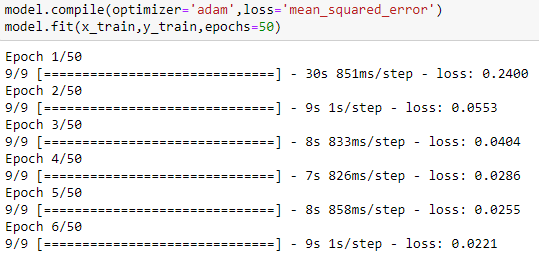 model.compile(optimizer='adam',loss='mean_squared_error')
model.fit(x_train,y_train,epochs=50)
Epoch 1/50
9/9 [==============================] - 30s 851ms/step - loss: 0.2400
Epoch 2/50
9/9 [==============================] - 9s 1s/step - loss: 0.0553
Epoch 3/50
9/9 [==============================] - 8s 833ms/step - loss: 0.0404
Epoch 4/50
9/9 [==============================] - 7s 826ms/step - loss: 0.0286
Epoch 5/50
9/9 [==============================] - 8s 858ms/step - loss: 0.0255
Epoch 6/50
9/9 [==============================] - 9s 1s/step - loss: 0.0221